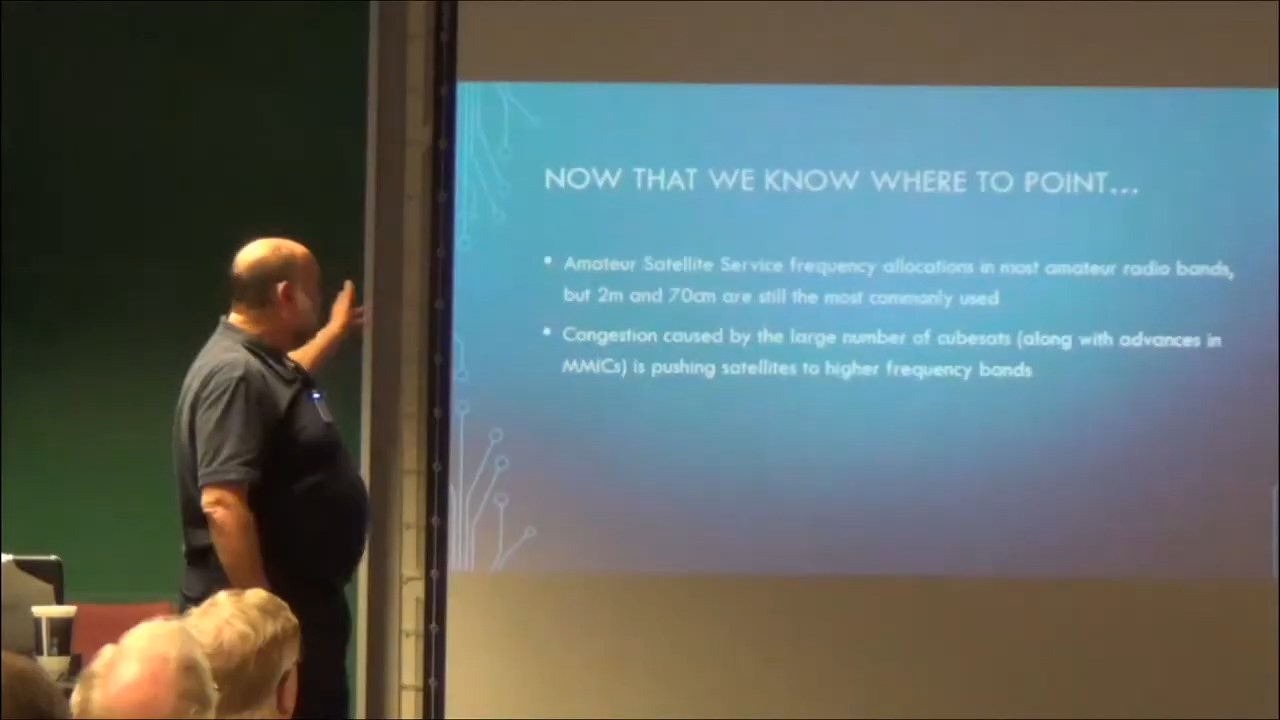 NOW THAT WE KNOW WHERE TO POINT...
• Amateur Satellite Service frequency allocations in most amateur radio bands,
but 2m and 70cm are still the most commonly used
• Congestion caused by the large number of cubesats (along with advances in
MMICs) is pushing satellites to higher frequency bands